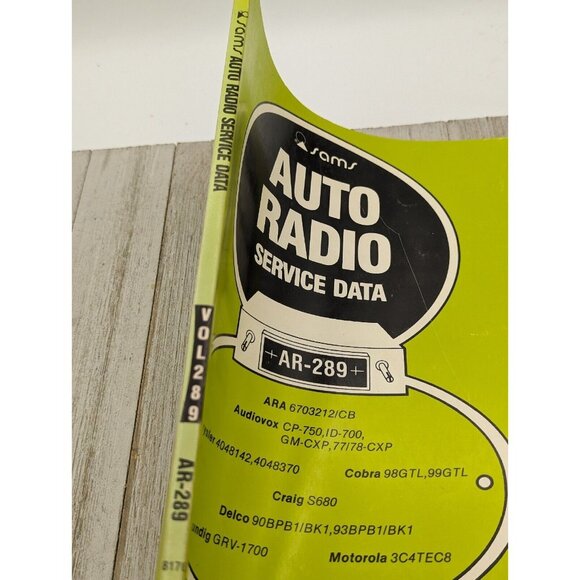 sams AUTO RADIO SERVICE DATA
VOL 289
AR-289
sams
AUTO
RADIO
SERVICE DATA
AR-289
ARA 6703212/CB
Audiovox CP-750,ID-700,
GM-CXP,77/78-CXP
4048142,4048370
Cobra 98GTL,99GTL
Craig S680
Delco 90BPB1/BK1,93BPB1/BK1
GRV-1700
Motorola 3C4TEC8